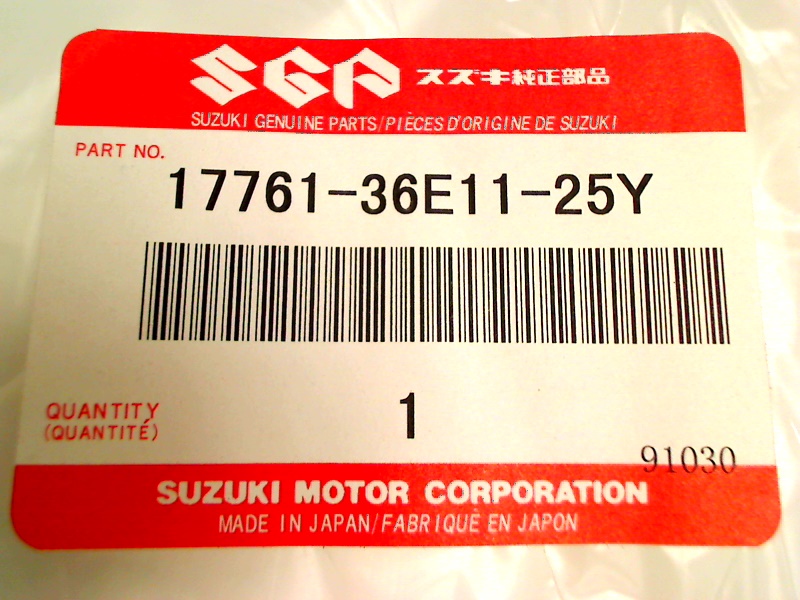 SGP スズキ純正部品
SUZUKI GENUINE PARTS/PIÈCES D'ORIGINE DE SUZUKI
PART NO.
17761-36E11-25Y
QUANTITY
(QUANTITÉ)
1
91030
SUZUKI MOTOR CORPORATION
MADE IN JAPAN/FABRIQUÉ EN JAPON